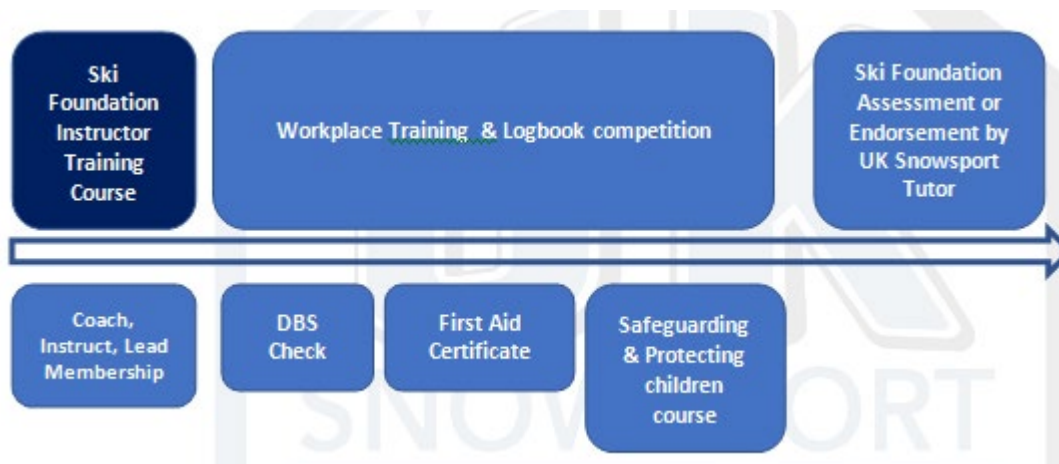 Ski
Foundation
Instructor
Training
Course
Workplace Training & Logbook competition
Ski Foundation
Assessment or
Endorsement by
UK Snowsport
Tutor
Coach,
Instruct, Lead
Membership
DBS
Check
First Aid
Certificate
Safeguarding
& Protecting
children
course